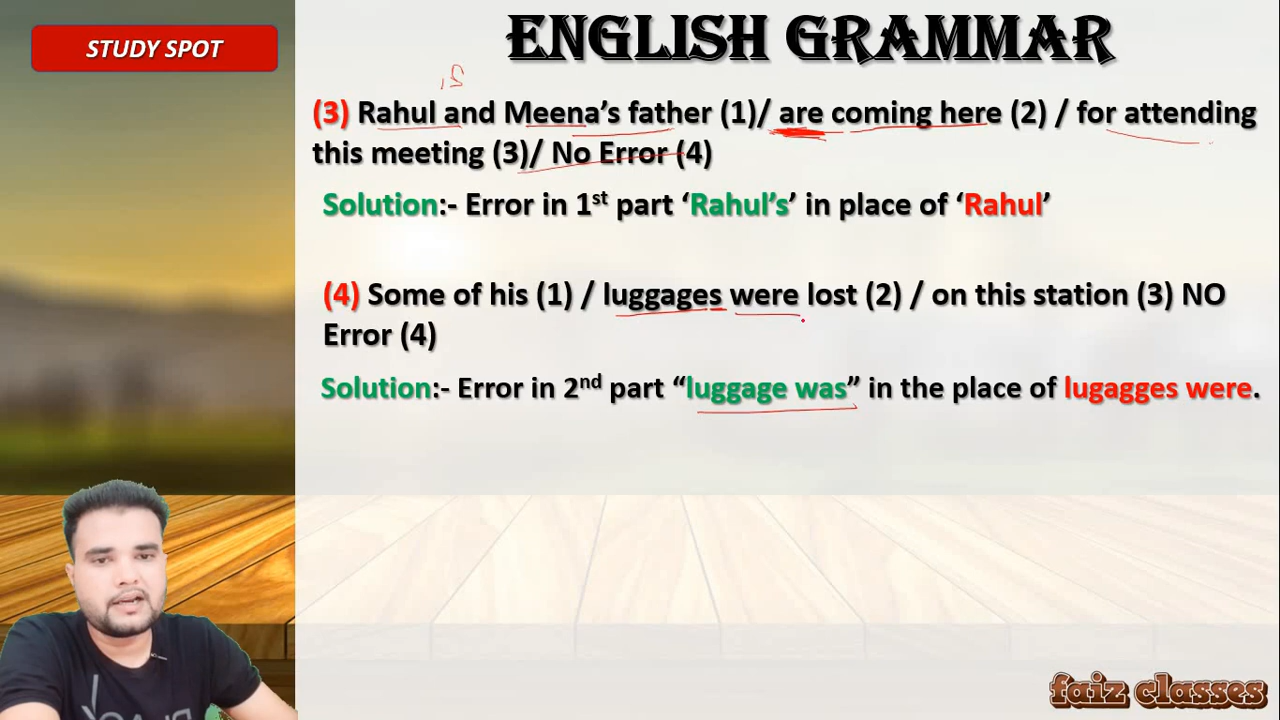 STUDY SPOT
ENGLISH GRAMMAR
's
(3) Rahul and Meena's father (1)/ are coming here (2) / for attending
this meeting (3)/ No Error (4)
Solution:- Error in 1st part ‘Rahul's’ in place of ‘Rahul’
(4) Some of his (1) / luggages were lost (2) / on this station (3) NO
Error (4)
Solution:- Error in 2nd part “luggage was” in the place of lugagges were.
faiz classes